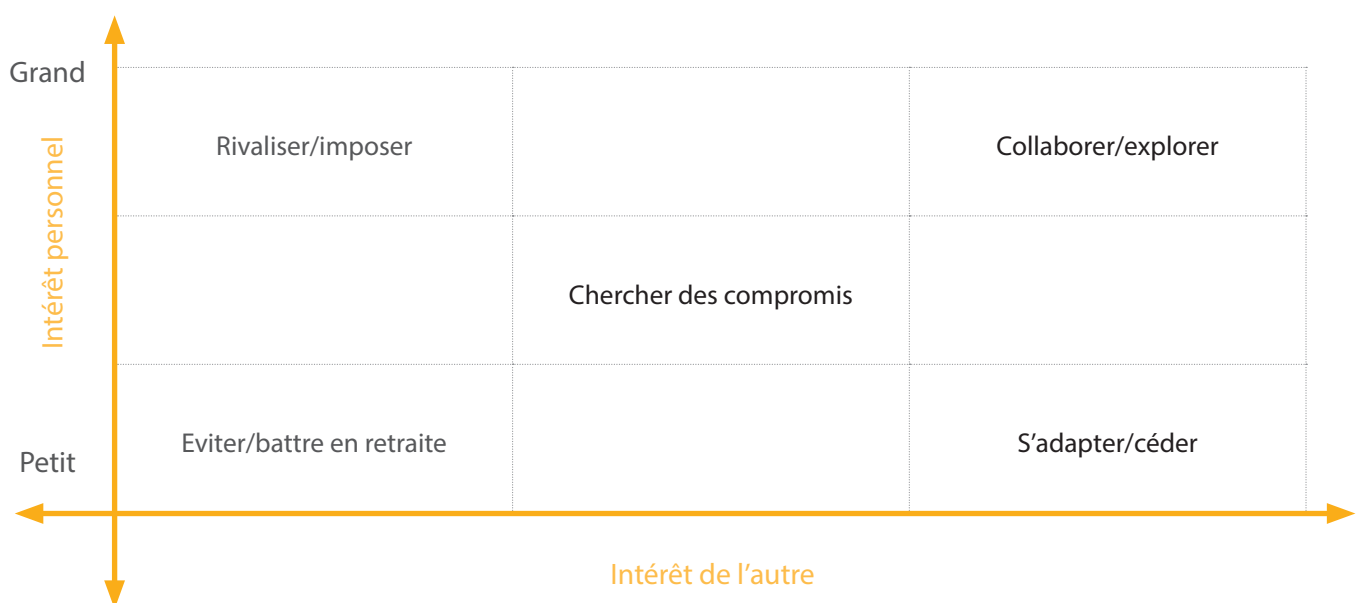 Grand
Rivaliser/imposer
Collaborer/explorer
Intérêt personnel
Chercher des compromis
Eviter/battre en retraite
S’adapter/céder
Petit
Intérêt de l’autre